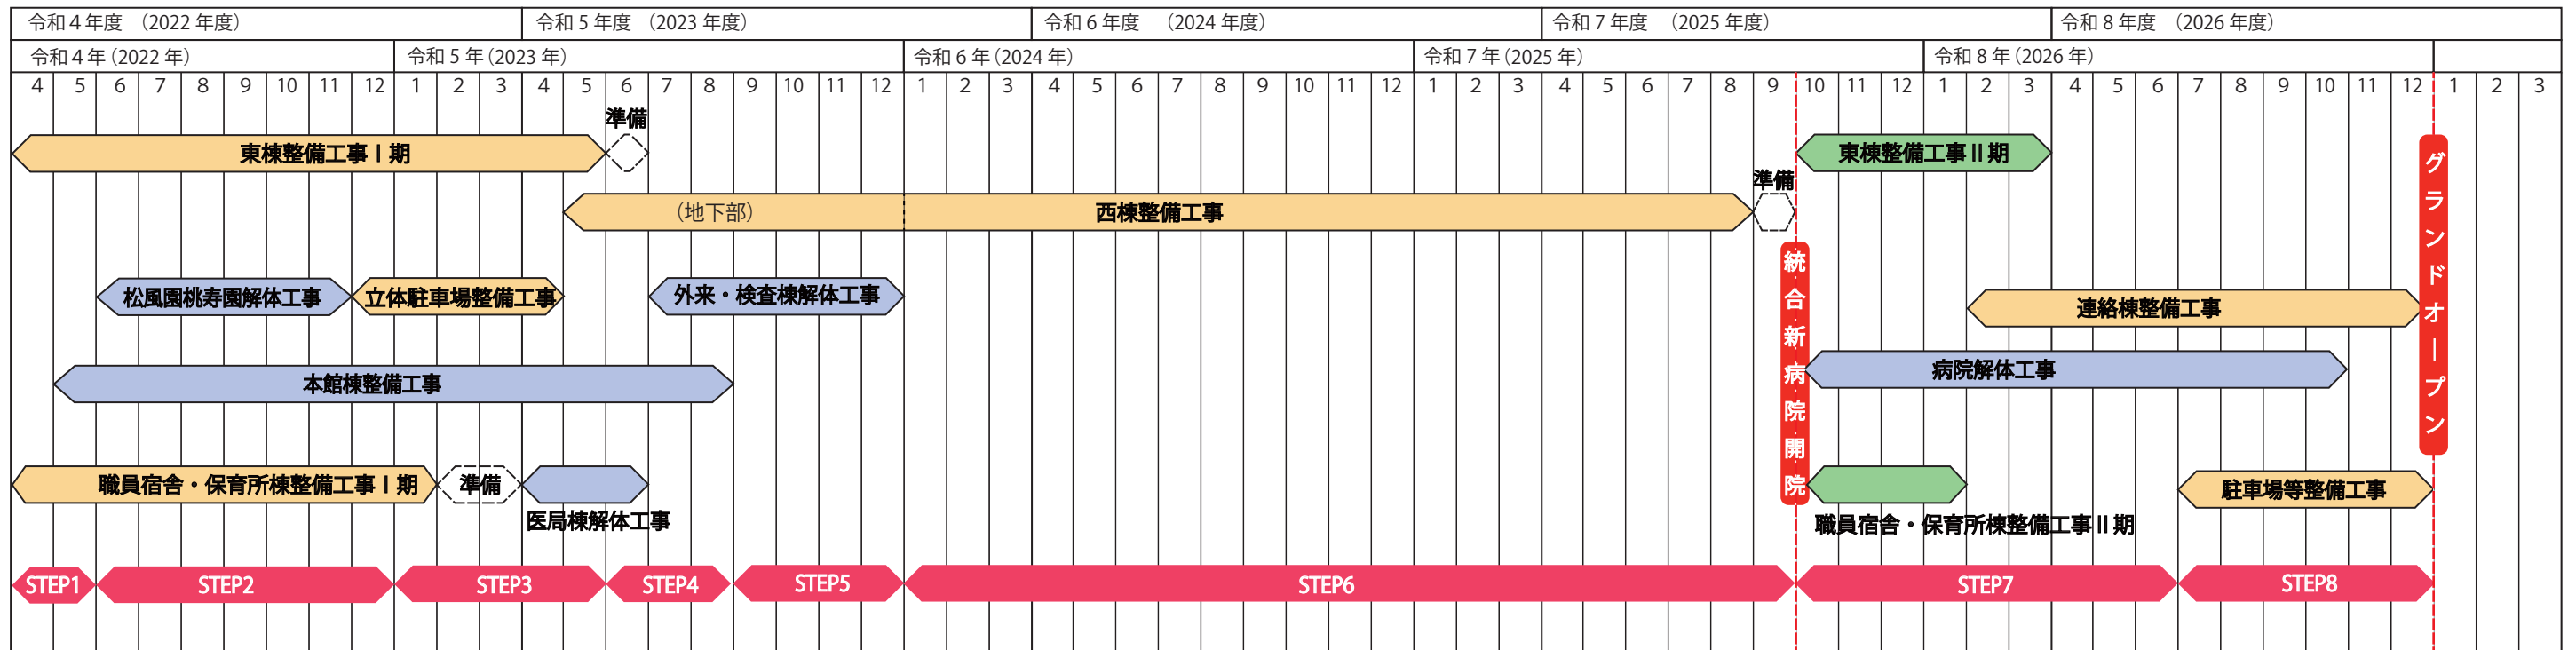 令和４年度 （2022 年度） 令和５年度 （2023 年度） 令和６年度 （2024 年度） 令和７年度 （2025 年度） 令和８年度 （2026 年度）
令和４年（2022 年） 令和５年（2023 年） 令和６年（2024 年） 令和７年（2025 年） 令和８年（2026 年）
4 5 6 7 8 9 10 11 12 1 2 3 4 5 6 7 8 9 10 11 12 1 2 3 4 5 6 7 8 9 10 11 12 1 2 3 4 5 6 7 8 9 10 11 12 1 2 3 4 5 6 7 8 9 10 11 12 1 2 3
準備
東棟整備工事Ⅰ期 東棟整備工事Ⅱ期
準備
（地下部） 西棟整備工事
松風園桃寿園解体工事 立体駐車場整備工事 外来・検査棟解体工事 連絡棟整備工事
統合新病院開院
グランドオープン
本館棟整備工事 病院解体工事
職員宿舎・保育所棟整備工事Ⅰ期 準備 駐車場等整備工事
医局棟解体工事 職員宿舎・保育所棟整備工事Ⅱ期
STEP1 STEP2 STEP3 STEP4 STEP5 STEP6 STEP7 STEP8